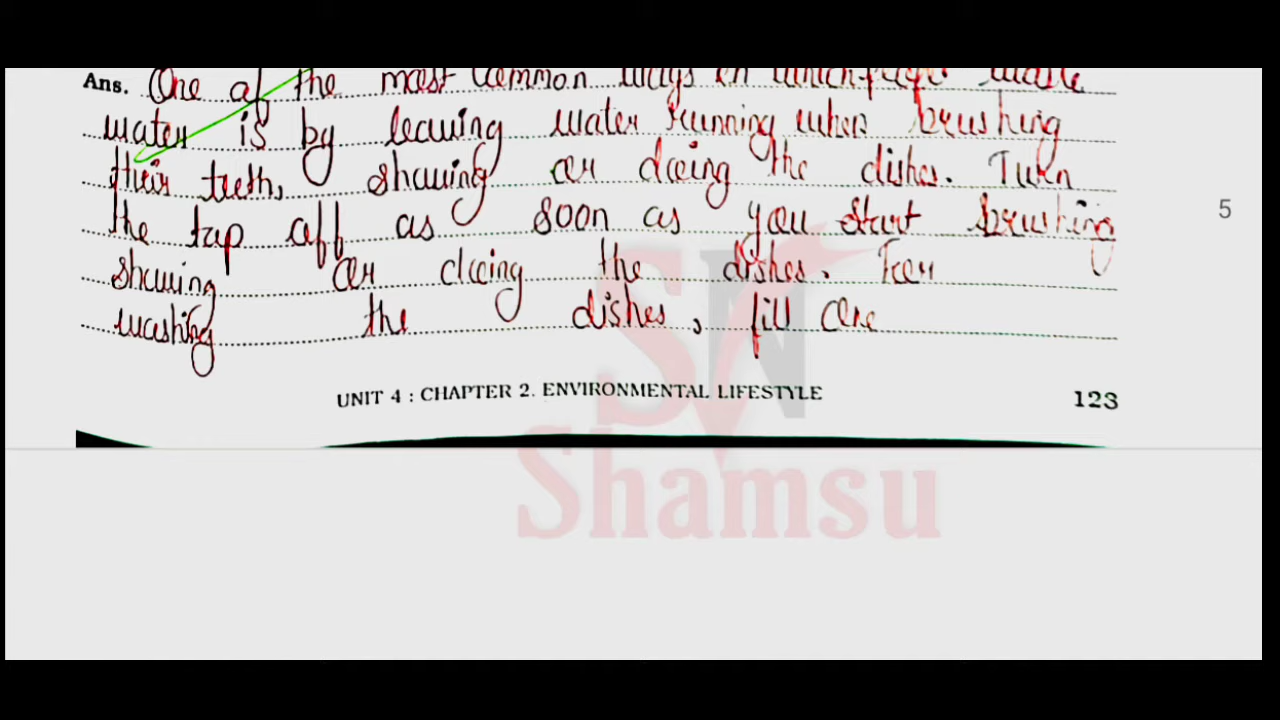 Ans. One of the most common ways in which people waste
water is by leaving water running when brushing
their teeth, shaving or doing the dishes. Turn
the tap off as soon as you start brushing
shaving or doing the dishes. For
washing the dishes, fill one
5
UNIT 4 : CHAPTER 2. ENVIRONMENTAL LIFESTYLE 123
SN
Shamsu